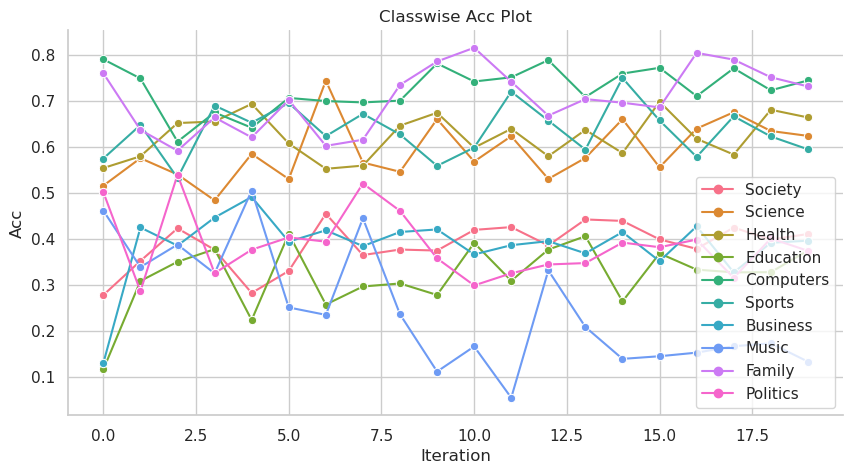 Classwise Acc Plot
Acc
0.8
0.7
0.6
0.5
0.4
0.3
0.2
0.1
0.0 2.5 5.0 7.5 10.0 12.5 15.0 17.5
Iteration
Society
Science
Health
Education
Computers
Sports
Business
Music
Family
Politics